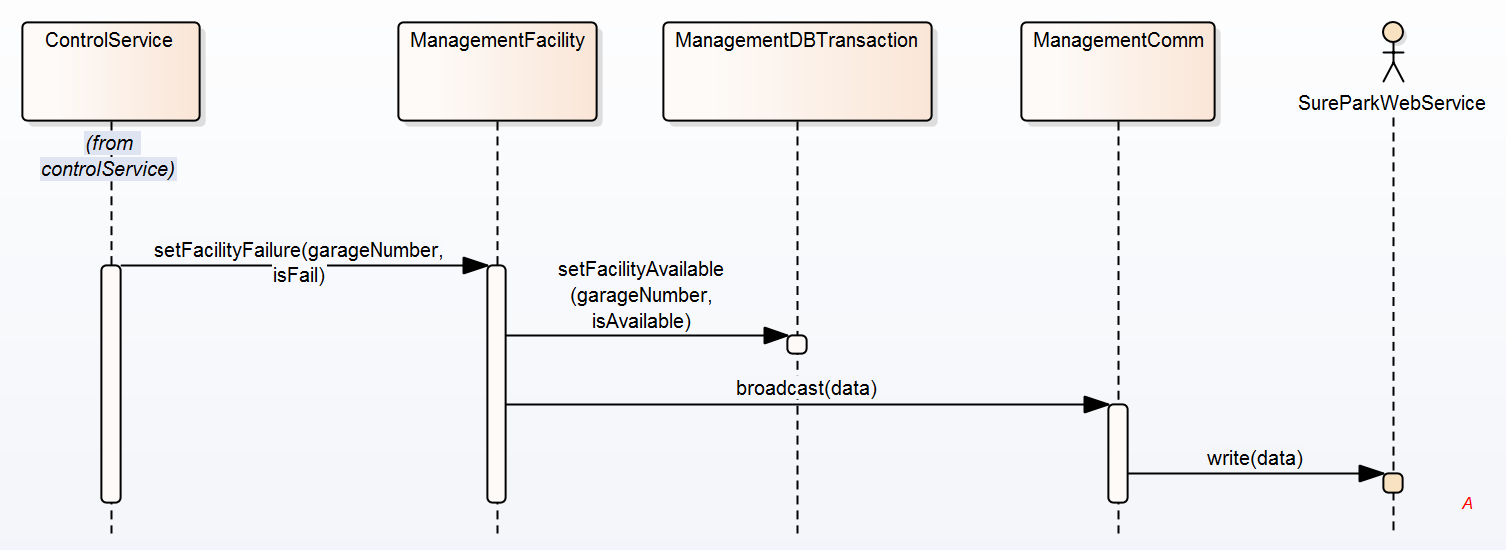 ControlService
ManagementFacility
ManagementDBTransaction
ManagementComm
SureParkWebService
(from
controlService)
setFacilityFailure(garageNumber,
isFail)
setFacilityAvailable
(garageNumber,
isAvailable)
broadcast(data)
write(data)
A